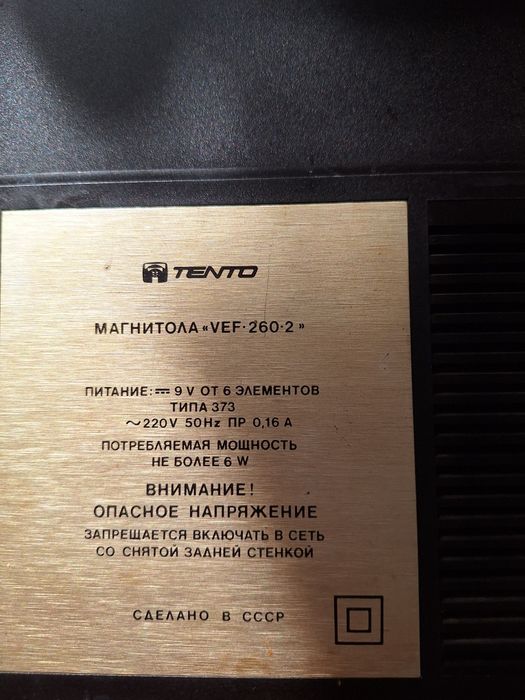 TENTO
МАГНИТОЛА «VEF·260·2»
ПИТАНИЕ: ⎓ 9 V ОТ 6 ЭЛЕМЕНТОВ
ТИПА 373
~220V 50Hz ПР 0,16 А
ПОТРЕБЛЯЕМАЯ МОЩНОСТЬ
НЕ БОЛЕЕ 6 W
ВНИМАНИЕ!
ОПАСНОЕ НАПРЯЖЕНИЕ
ЗАПРЕЩАЕТСЯ ВКЛЮЧАТЬ В СЕТЬ
СО СНЯТОЙ ЗАДНЕЙ СТЕНКОЙ
СДЕЛАНО В СССР